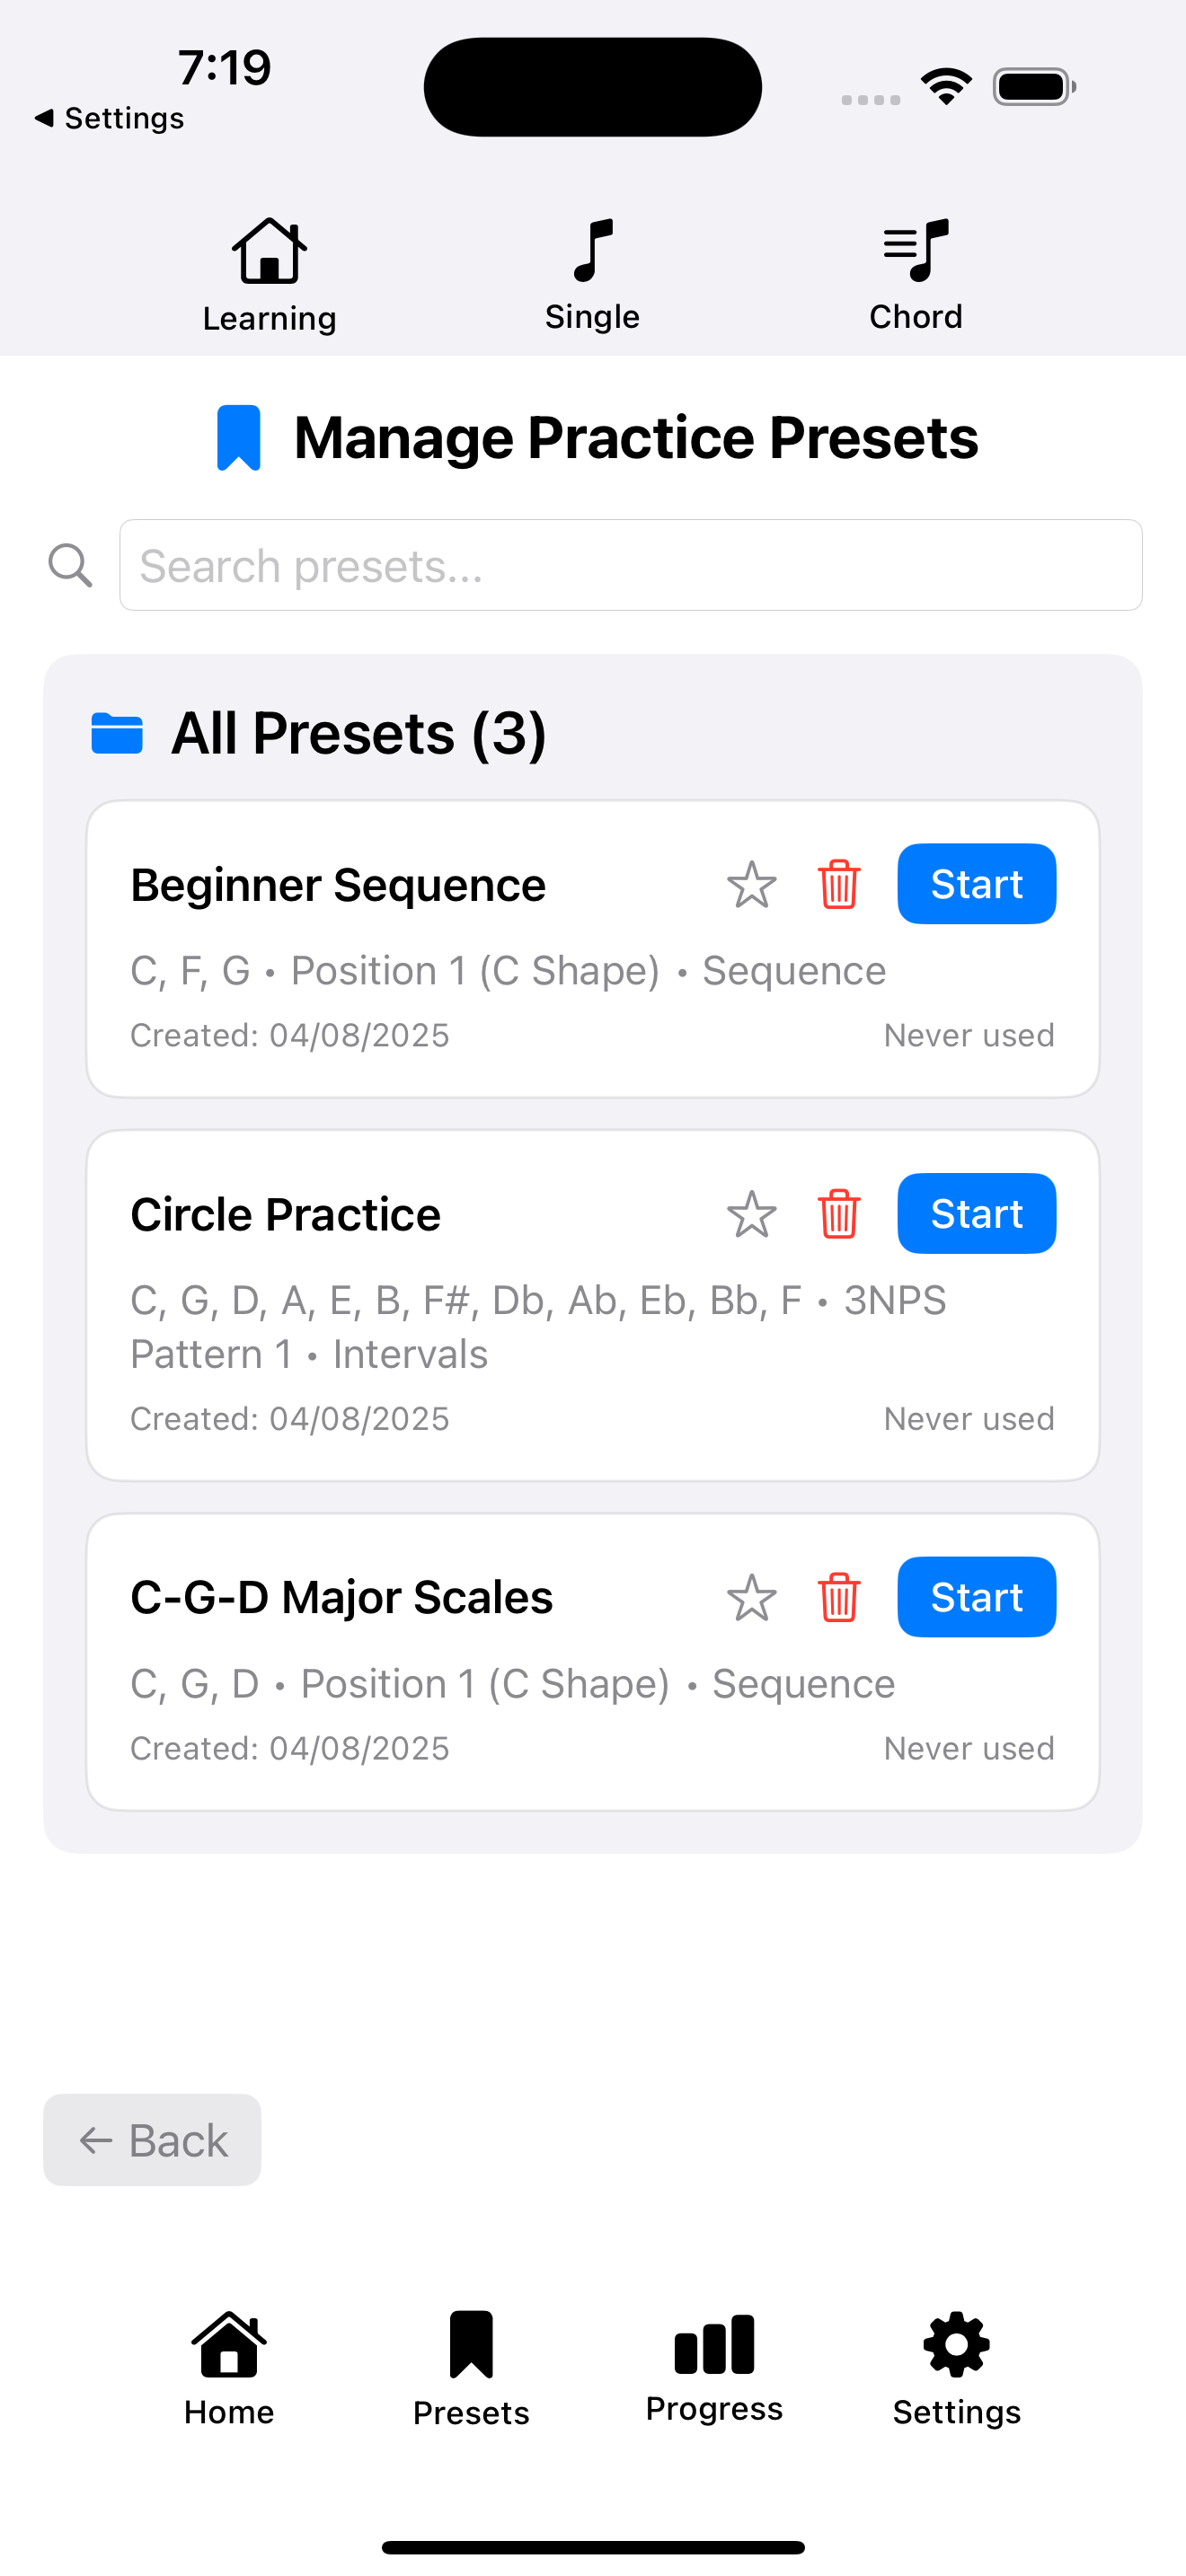 7:19
◀ Settings
Learning
Single
Chord
Manage Practice Presets
Search presets...
All Presets (3)
Beginner Sequence
Start
C, F, G • Position 1 (C Shape) • Sequence
Created: 04/08/2025
Never used
Circle Practice
Start
C, G, D, A, E, B, F#, Db, Ab, Eb, Bb, F • 3NPS
Pattern 1 • Intervals
Created: 04/08/2025
Never used
C-G-D Major Scales
Start
C, G, D • Position 1 (C Shape) • Sequence
Created: 04/08/2025
Never used
← Back
Home
Presets
Progress
Settings